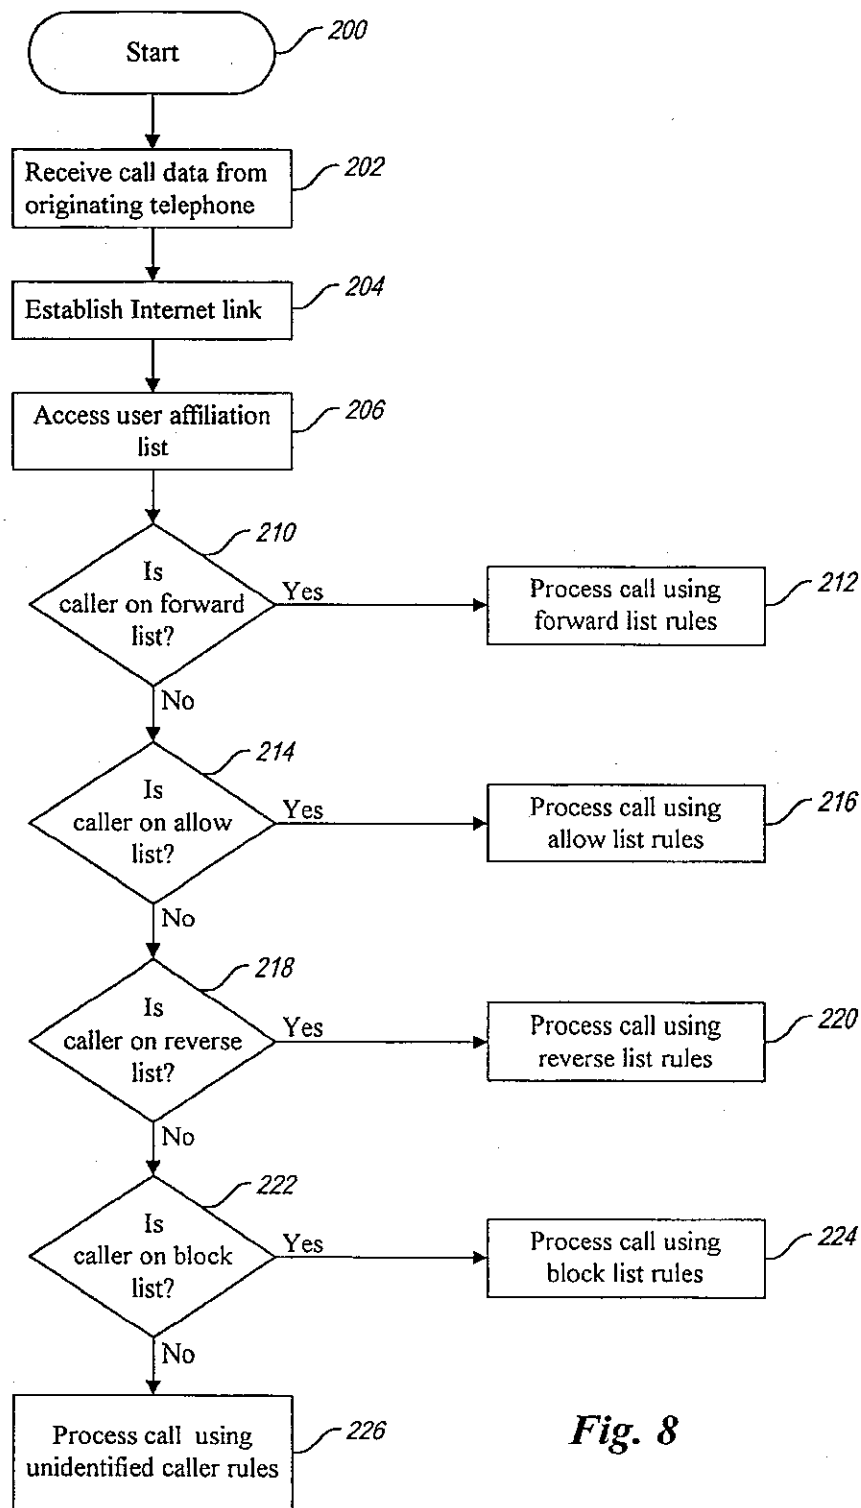 Start
200
Receive call data from
originating telephone
202
Establish Internet link
204
Access user affiliation
list
206
Is
caller on forward
list?
210
Yes
Process call using
forward list rules
212
No
Is
caller on allow
list?
214
Yes
Process call using
allow list rules
216
No
Is
caller on reverse
list?
218
Yes
Process call using
reverse list rules
220
No
Is
caller on block
list?
222
Yes
Process call using
block list rules
224
No
Process call using
unidentified caller rules
226
Fig. 8